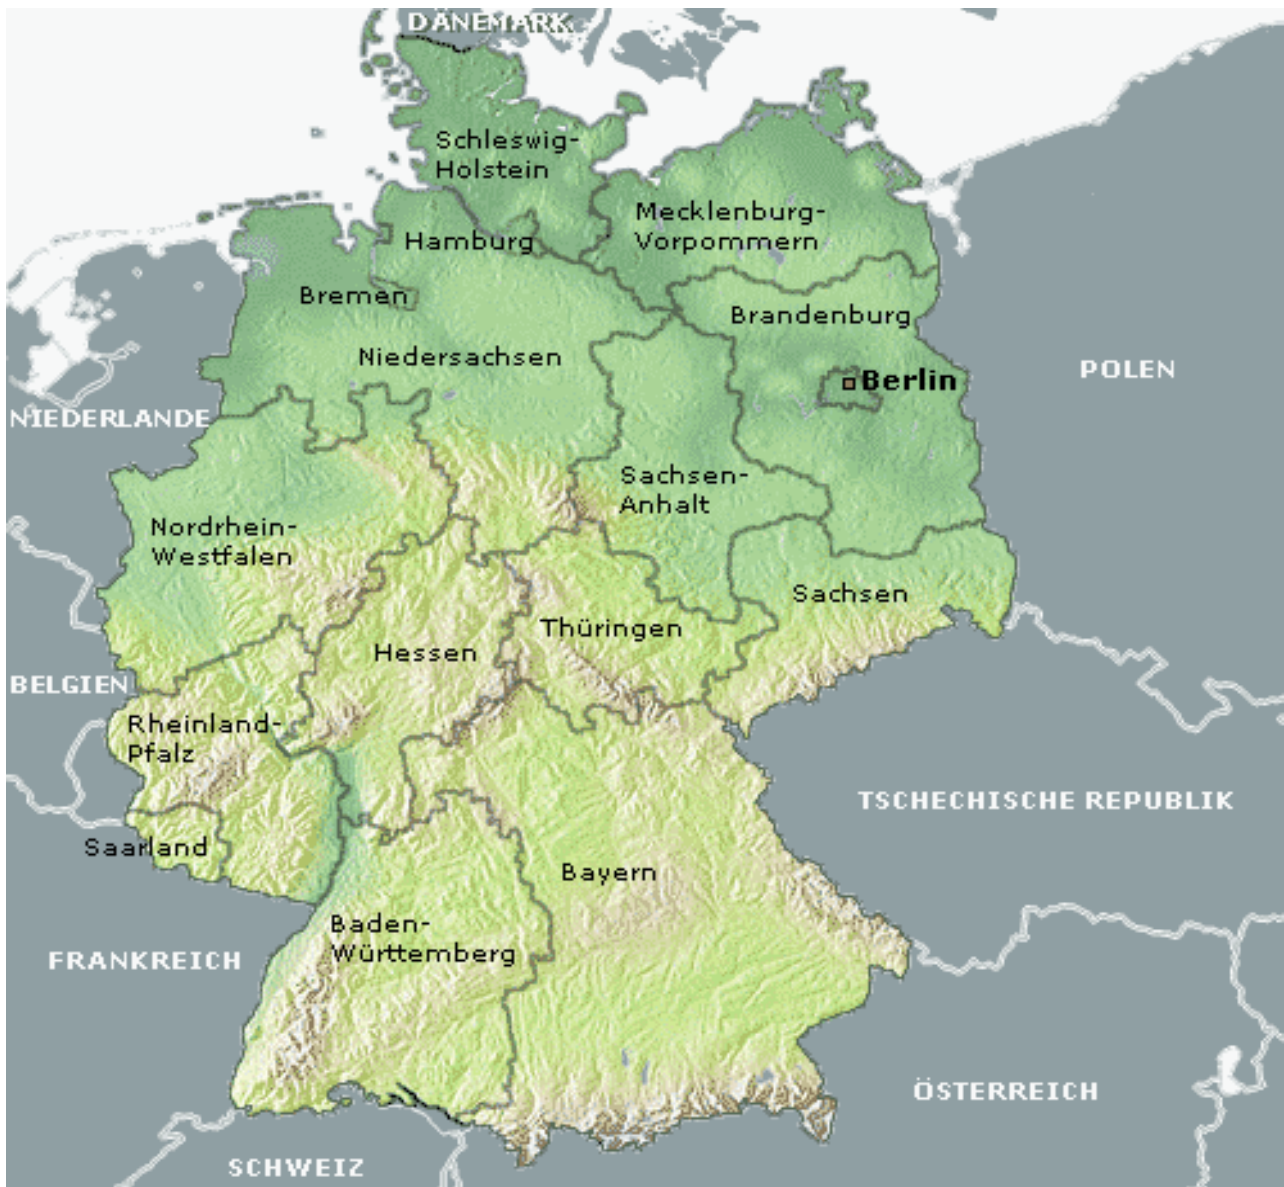 DÄNEMARK
Schleswig-
Holstein
Mecklenburg-
Vorpommern
Hamburg
Bremen
Brandenburg
Niedersachsen
POLEN
Berlin
NIEDERLANDE
Sachsen-
Anhalt
Nordrhein-
Westfalen
Sachsen
Thüringen
Hessen
BELGIEN
Rheinland-
Pfalz
TSCHECHISCHE REPUBLIK
Saarland
Bayern
Baden-
Württemberg
FRANKREICH
ÖSTERREICH
SCHWEIZ